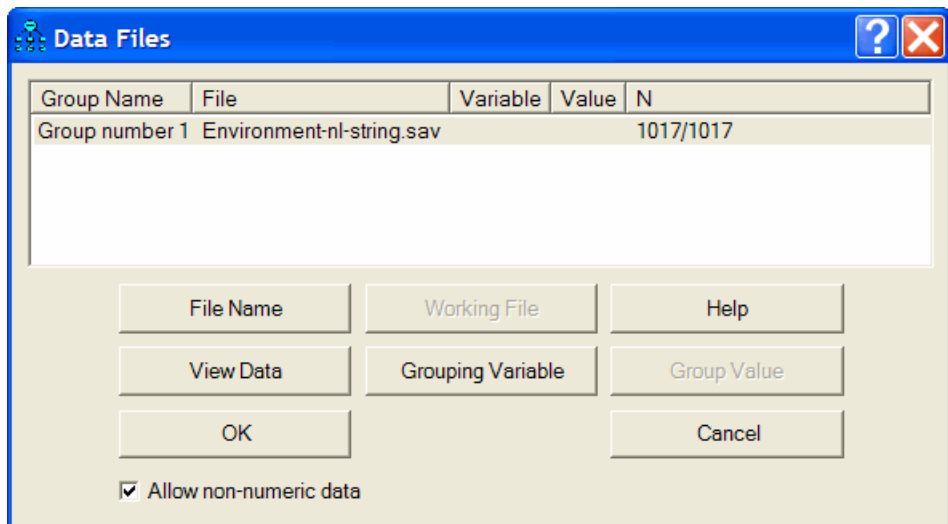 Data Files
Group Name File Variable Value N
Group number 1 Environment-nl-string.sav 1017/1017
File Name Working File Help
View Data Grouping Variable Group Value
OK Cancel
Allow non-numeric data